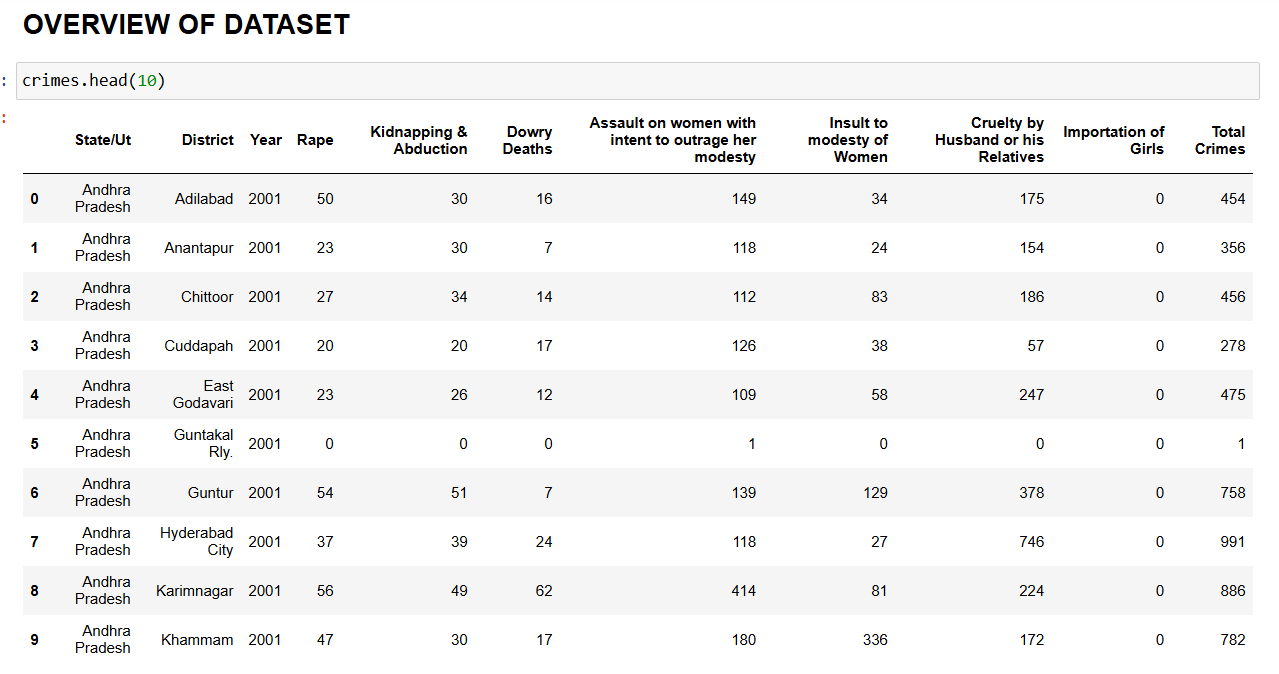 OVERVIEW OF DATASET
: crimes.head(10)
:
State/Ut District Year Rape Kidnapping & Abduction Dowry Deaths Assault on women with intent to outrage her modesty Insult to modesty of Women Cruelty by Husband or his Relatives Importation of Girls Total Crimes
0 Andhra Pradesh Adilabad 2001 50 30 16 149 34 175 0 454
1 Andhra Pradesh Anantapur 2001 23 30 7 118 24 154 0 356
2 Andhra Pradesh Chittoor 2001 27 34 14 112 83 186 0 456
3 Andhra Pradesh Cuddapah 2001 20 20 17 126 38 57 0 278
4 Andhra Pradesh East Godavari 2001 23 26 12 109 58 247 0 475
5 Andhra Pradesh Guntakal Rly. 2001 0 0 0 1 0 0 0 1
6 Andhra Pradesh Guntur 2001 54 51 7 139 129 378 0 758
7 Andhra Pradesh Hyderabad City 2001 37 39 24 118 27 746 0 991
8 Andhra Pradesh Karimnagar 2001 56 49 62 414 81 224 0 886
9 Andhra Pradesh Khammam 2001 47 30 17 180 336 172 0 782